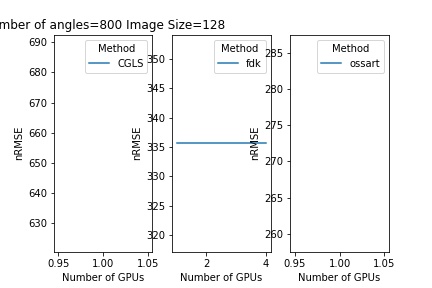 mber of angles=800 Image Size=128
690
680
670
660
650
640
630
nRMSE
Method
CGLS
0.95
1.00
1.05
Number of GPUs
350
345
340
335
330
325
320
nRMSE
Method
fdk
2
4
Number of GPUs
285
280
275
270
265
260
nRMSE
Method
ossart
0.95
1.00
1.05
Number of GPUs